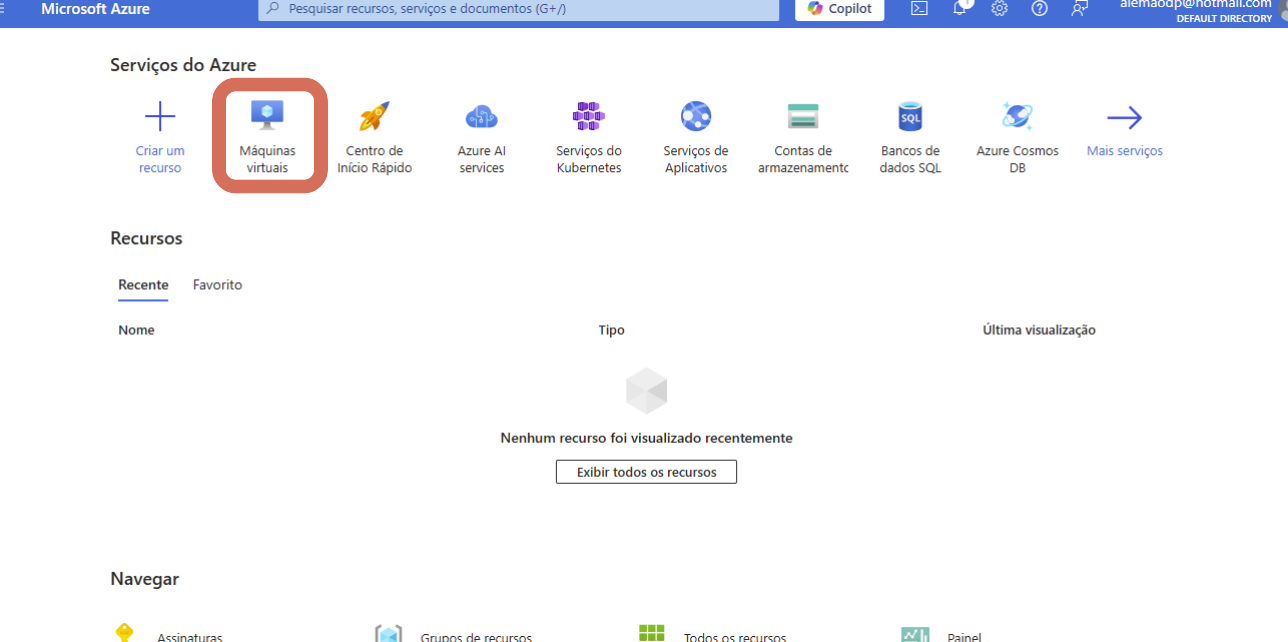 Microsoft Azure
Pesquisar recursos, serviços e documentos (G+/)
Copilot
1
alemaodp@hotmail.com
DEFAULT DIRECTORY
Serviços do Azure
Criar um
recurso
Máquinas
virtuais
Centro de
Início Rápido
Azure AI
services
Serviços do
Kubernetes
Serviços de
Aplicativos
Contas de
armazenamento
SQL
Bancos de
dados SQL
Azure Cosmos
DB
Mais serviços
Recursos
Recente
Favorito
Nome
Tipo
Última visualização
Nenhum recurso foi visualizado recentemente
Exibir todos os recursos
Navegar
Assinaturas
Grupos de recursos
Todos os recursos
Painel